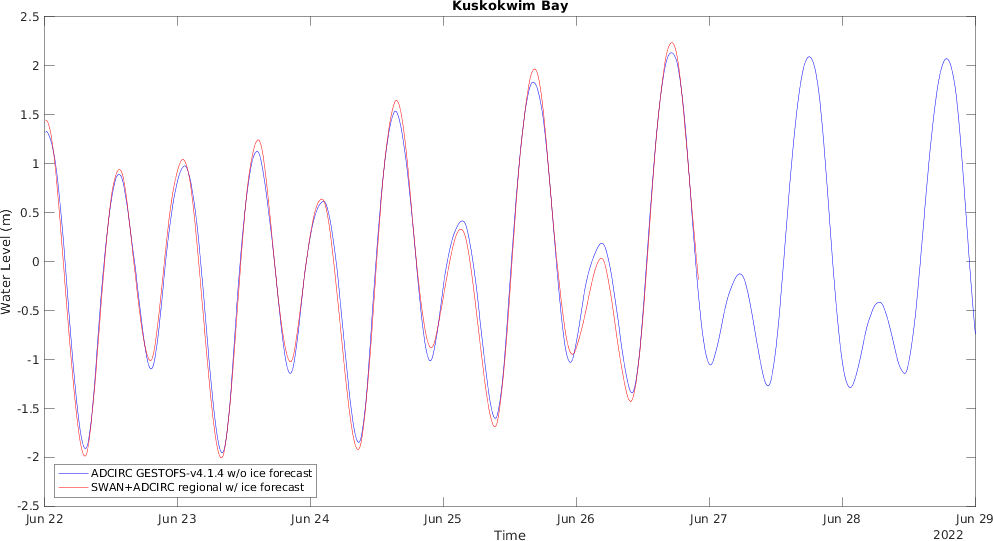 Kuskokwim Bay
2.5
2
1.5
1
0.5
0
-0.5
-1
-1.5
-2
-2.5
Water Level (m)
ADCIRC GESTOFS-v4.1.4 w/o ice forecast
SWAN+ADCIRC regional w/ ice forecast
Jun 22 Jun 23 Jun 24 Jun 25 Jun 26 Jun 27 Jun 28 Jun 29
Time
2022